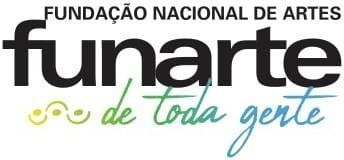 FUNDAÇÃO NACIONAL DE ARTES
funarte
de toda gente